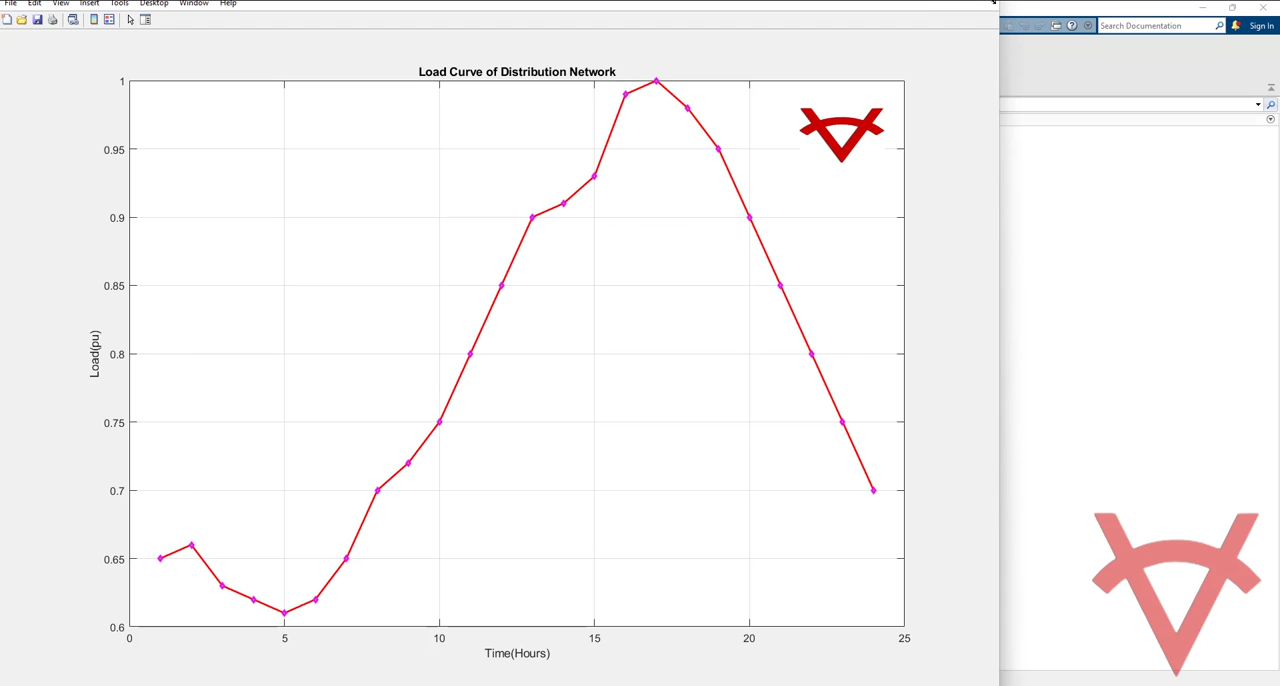 File Edit View Insert Tools Desktop Window Help
Search Documentation
Sign In
Load Curve of Distribution Network
1
0.95
0.9
0.85
0.8
0.75
0.7
0.65
0.6
Load(pu)
0 5 10 15 20 25
Time(Hours)